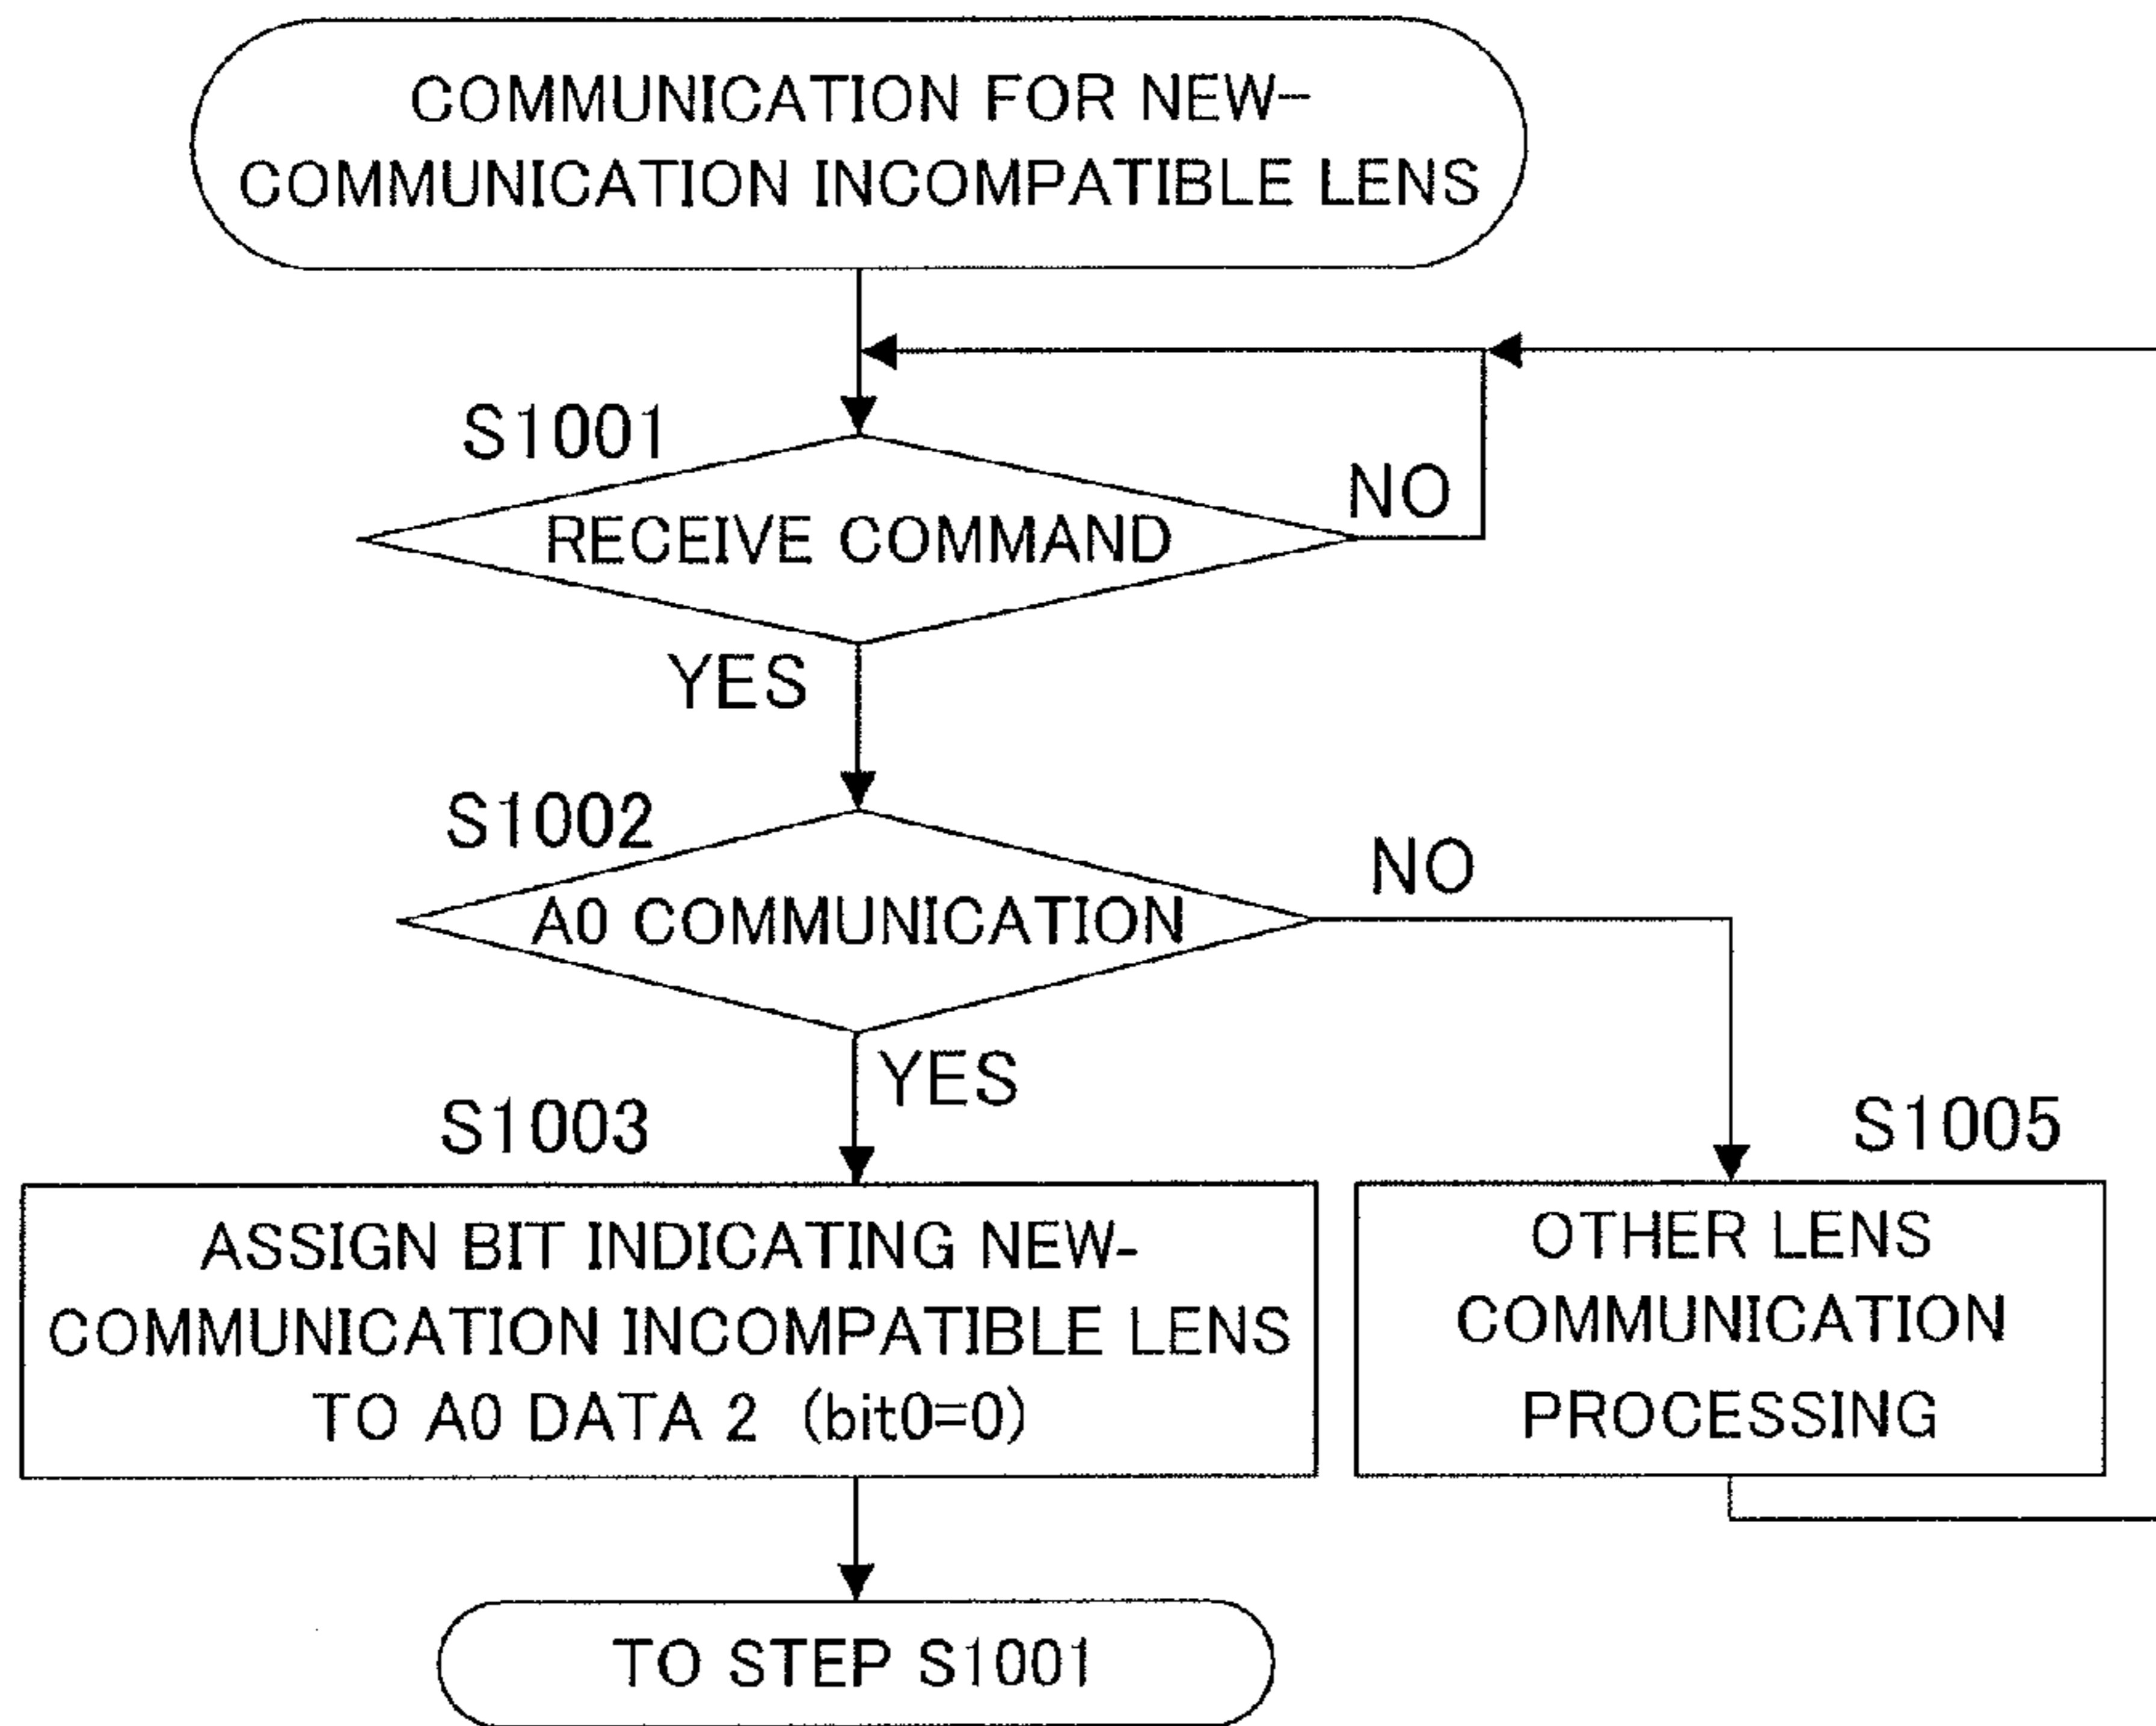 COMMUNICATION FOR NEW-
COMMUNICATION INCOMPATIBLE LENS
S1001
RECEIVE COMMAND
NO
YES
S1002
A0 COMMUNICATION
NO
YES
S1003
ASSIGN BIT INDICATING NEW-
COMMUNICATION INCOMPATIBLE LENS
TO A0 DATA 2 (bit0=0)
S1005
OTHER LENS
COMMUNICATION
PROCESSING
TO STEP S1001